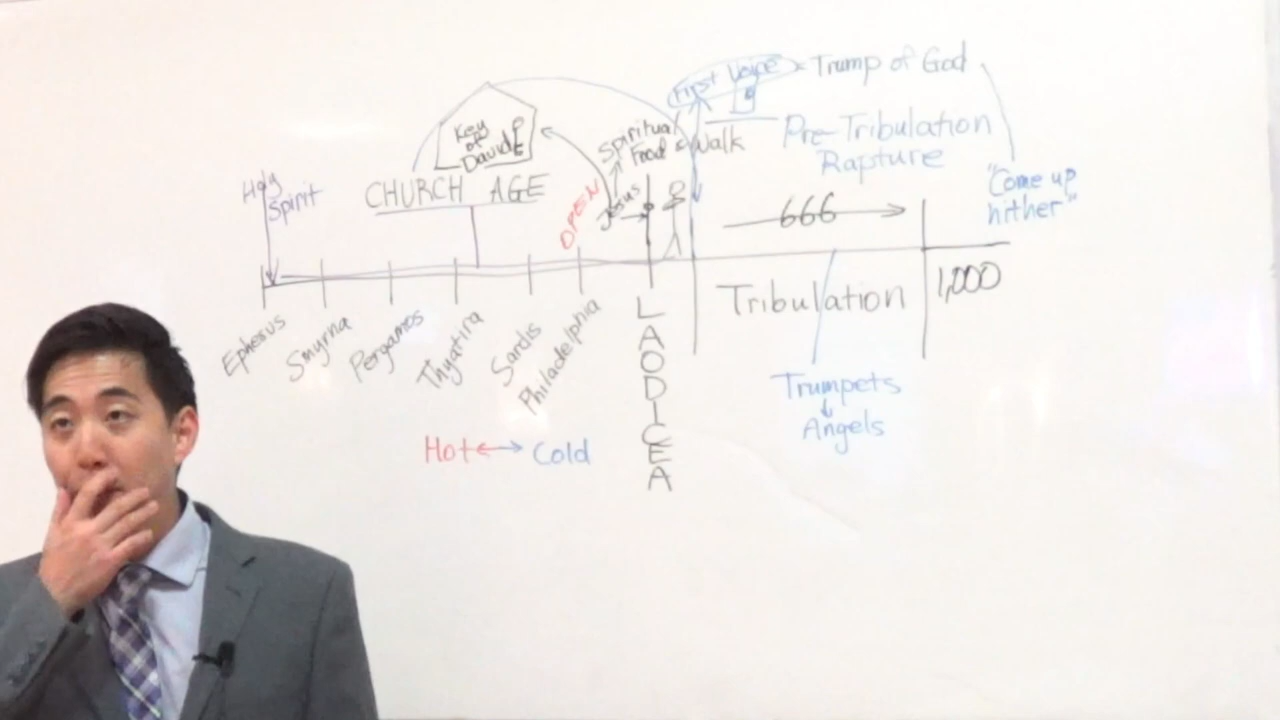 First Voice
Trump of God
Key
of
David
Spiritual
Food & Walk
Pre-Tribulation
Rapture
Holy
Spirit
CHURCH AGE
OPEN
Jesus
666
"Come up
hither"
Ephesus
Smyrna
Pergamos
Thyatira
Sardis
Philadelphia
LAODICEA
Tribulation
1,000
Trumpets
Angels
Hot
Cold